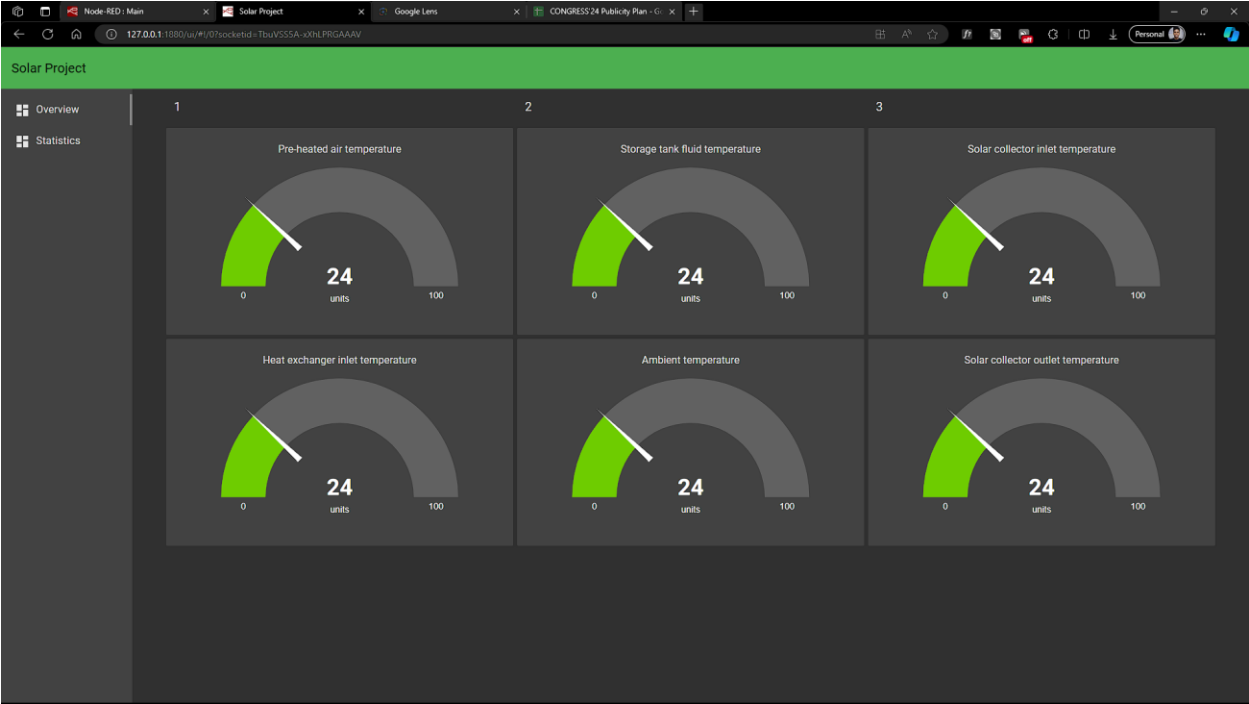 Node-RED : Main
Solar Project
Google Lens
CONGRESS'24 Publicity Plan - Go
127.0.0.1:1880/ui/#!/0?socketid=TbuVSS5A-xXhLPRGAAAV
off
Personal
Solar Project
Overview
Statistics
1
2
3
Pre-heated air temperature
24
units
0
100
Storage tank fluid temperature
24
units
0
100
Solar collector inlet temperature
24
units
0
100
Heat exchanger inlet temperature
24
units
0
100
Ambient temperature
24
units
0
100
Solar collector outlet temperature
24
units
0
100